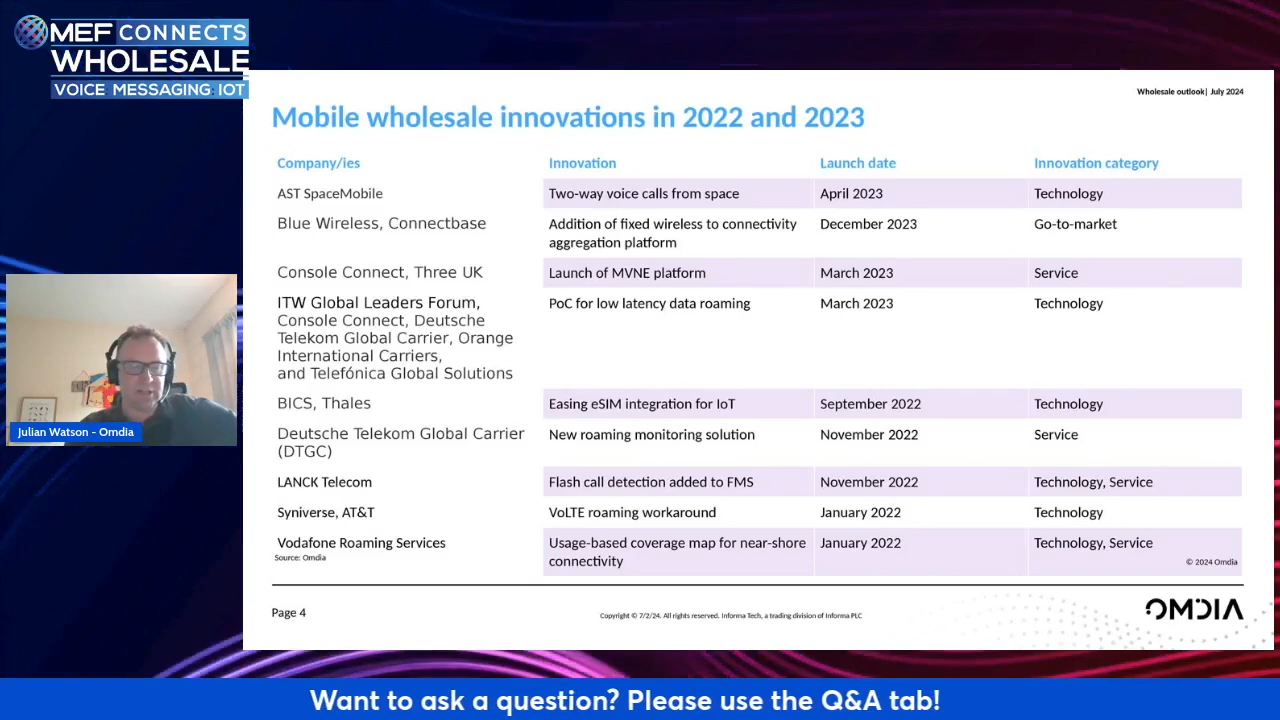 MEF CONNECTS
WHOLESALE
VOICE MESSAGING IOT
Wholesale outlook| July 2024
Mobile wholesale innovations in 2022 and 2023
Company/ies Innovation Launch date Innovation category
AST SpaceMobile Two-way voice calls from space April 2023 Technology
Blue Wireless, Connectbase Addition of fixed wireless to connectivity December 2023 Go-to-market
aggregation platform
Console Connect, Three UK Launch of MVNE platform March 2023 Service
ITW Global Leaders Forum, PoC for low latency data roaming March 2023 Technology
Console Connect, Deutsche
Telekom Global Carrier, Orange
International Carriers,
and Telefónica Global Solutions
BICS, Thales Easing eSIM integration for IoT September 2022 Technology
Deutsche Telekom Global Carrier New roaming monitoring solution November 2022 Service
(DTGC)
LANCK Telecom Flash call detection added to FMS November 2022 Technology, Service
Syniverse, AT&T VoLTE roaming workaround January 2022 Technology
Vodafone Roaming Services Usage-based coverage map for near-shore January 2022 Technology, Service
connectivity
Source: Omdia
© 2024 Omdia
Page 4
Copyright © 7/2/24. All rights reserved. Informa Tech, a trading division of Informa PLC
OMDIA
Julian Watson - Omdia
Want to ask a question? Please use the Q&A tab!